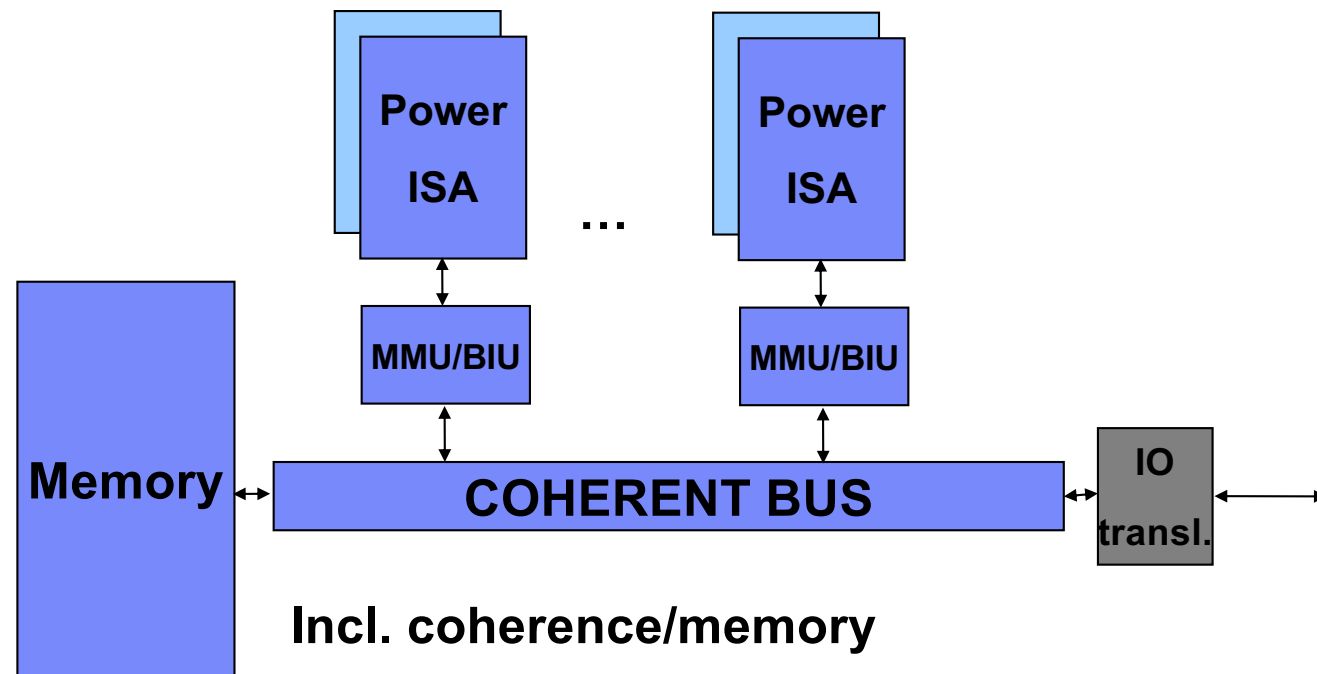 Power
ISA
Power
ISA
...
MMU/BIU
MMU/BIU
Memory
COHERENT BUS
IO
transl.
Incl. coherence/memory